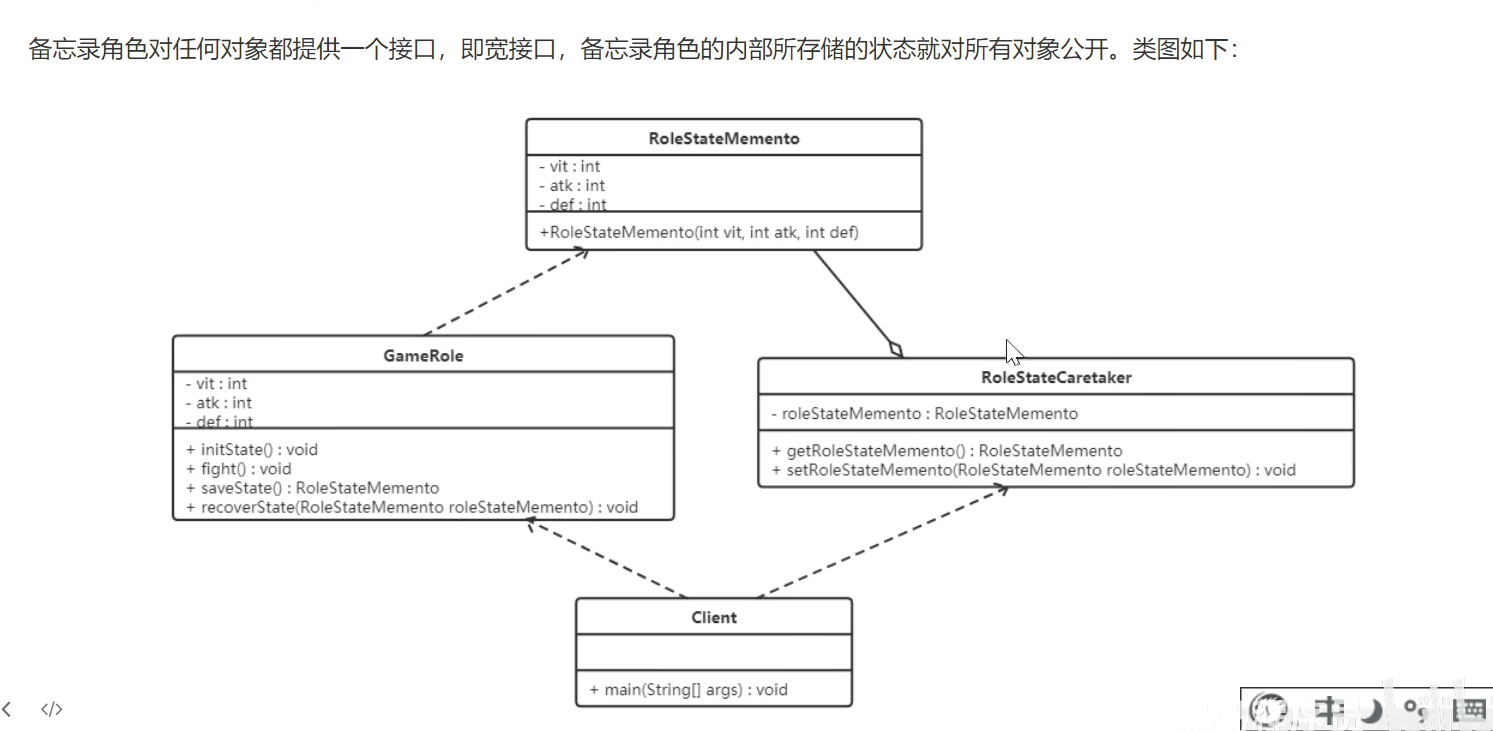 备忘录角色对任何对象都提供一个接口，即宽接口，备忘录角色的内部所存储的状态就对所有对象公开。类图如下：
RoleStateMemento
- vit : int
- atk : int
- def : int
+RoleStateMemento(int vit, int atk, int def)
GameRole
- vit : int
- atk : int
- def : int
+ initState() : void
+ fight() : void
+ saveState() : RoleStateMemento
+ recoverState(RoleStateMemento roleStateMemento) : void
RoleStateCaretaker
- roleStateMemento : RoleStateMemento
+ getRoleStateMemento() : RoleStateMemento
+ setRoleStateMemento(RoleStateMemento roleStateMemento) : void
Client
+ main(String[] args) : void
</>
中